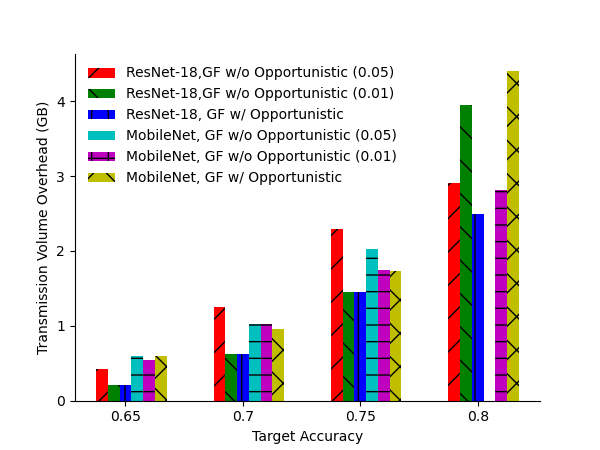 ResNet-18,GF w/o Opportunistic (0.05)
ResNet-18,GF w/o Opportunistic (0.01)
ResNet-18, GF w/ Opportunistic
MobileNet, GF w/o Opportunistic (0.05)
MobileNet, GF w/o Opportunistic (0.01)
MobileNet, GF w/ Opportunistic
Transmission Volume Overhead (GB)
4
3
2
1
0
0.65 0.7 0.75 0.8
Target Accuracy